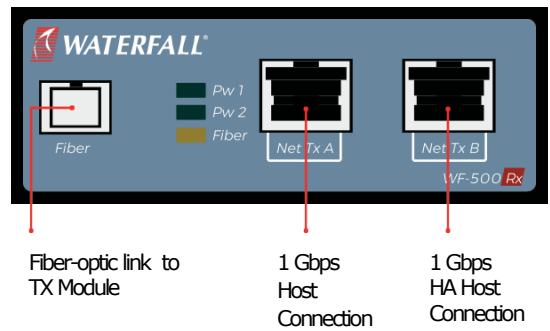 WATERFALL®
Pw 1
Pw 2
Fiber
Fiber
Net Tx A
Net Tx B
WF-500 Rx
Fiber-optic link to
TX Module
1 Gbps
Host
Connection
1 Gbps
HA Host
Connection